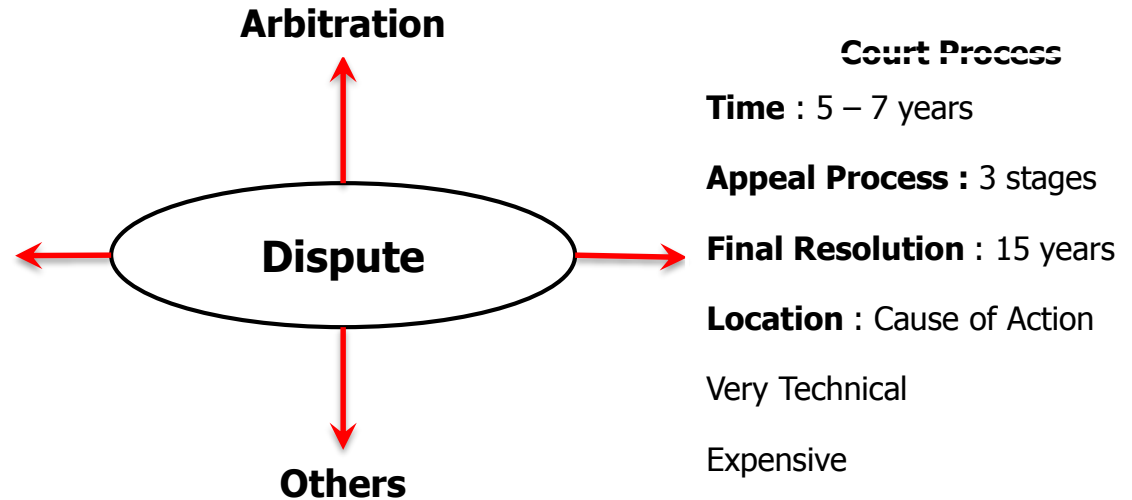 Arbitration
Court Process
Time : 5 – 7 years
Appeal Process : 3 stages
Dispute
Final Resolution : 15 years
Location : Cause of Action
Very Technical
Expensive
Others